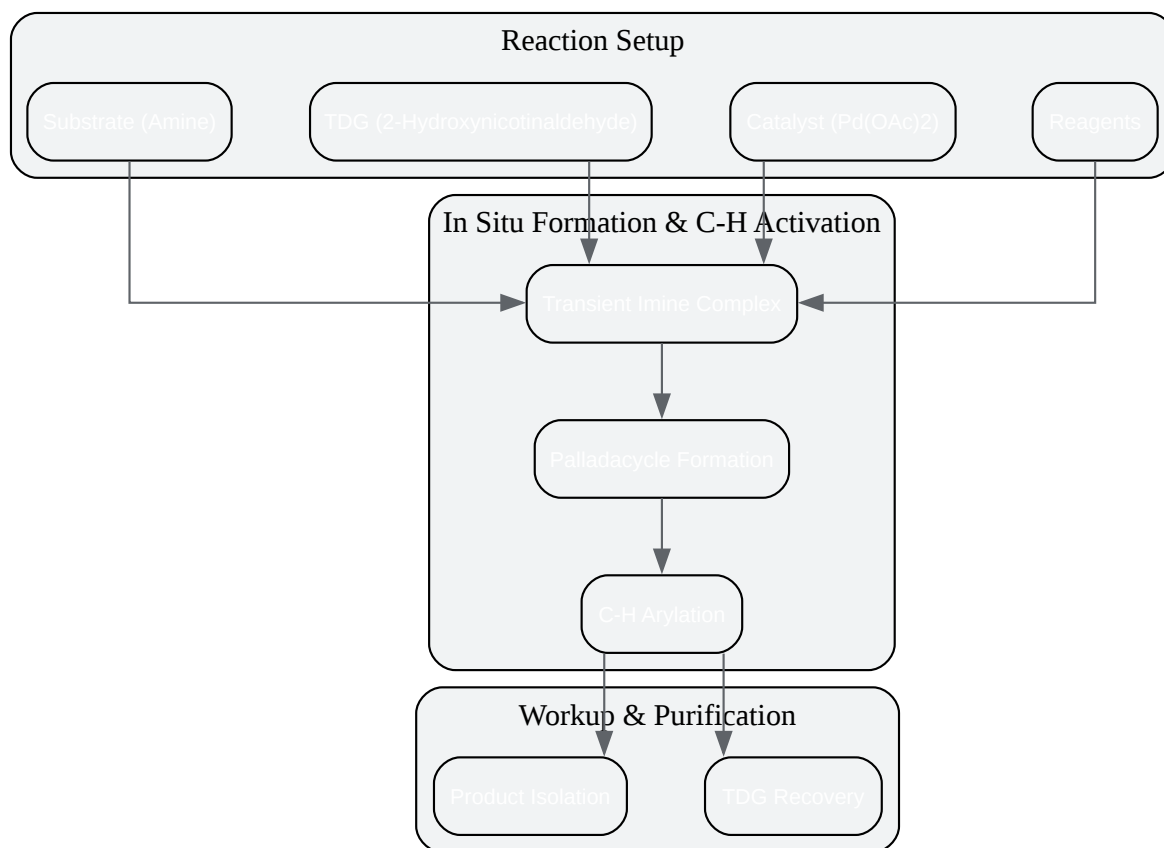 Reaction Setup
Substrate (Amine)
TDG (2-Hydroxynicotinaldehyde)
Catalyst (Pd(OAc)2)
Reagents
In Situ Formation & C-H Activation
Transient Imine Complex
Palladacycle Formation
C-H Arylation
Workup & Purification
Product Isolation
TDG Recovery